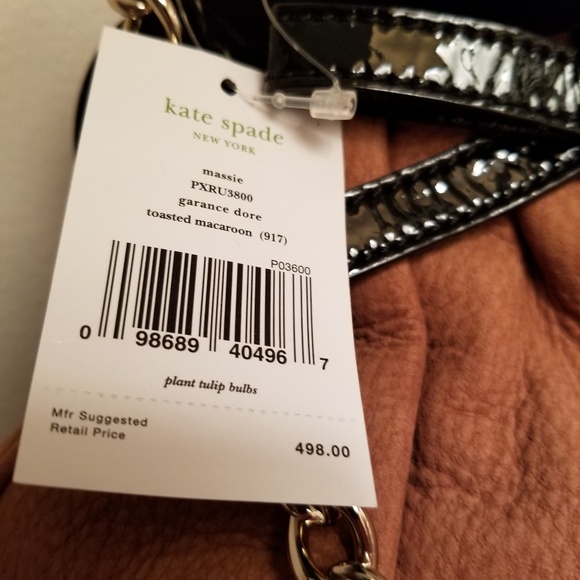 kate spade
NEW YORK
massie
PXRU3800
garance dore
toasted macaroon (917)
P03600
0 98689 40496 7
plant tulip bulbs
Mfr Suggested
Retail Price
498.00